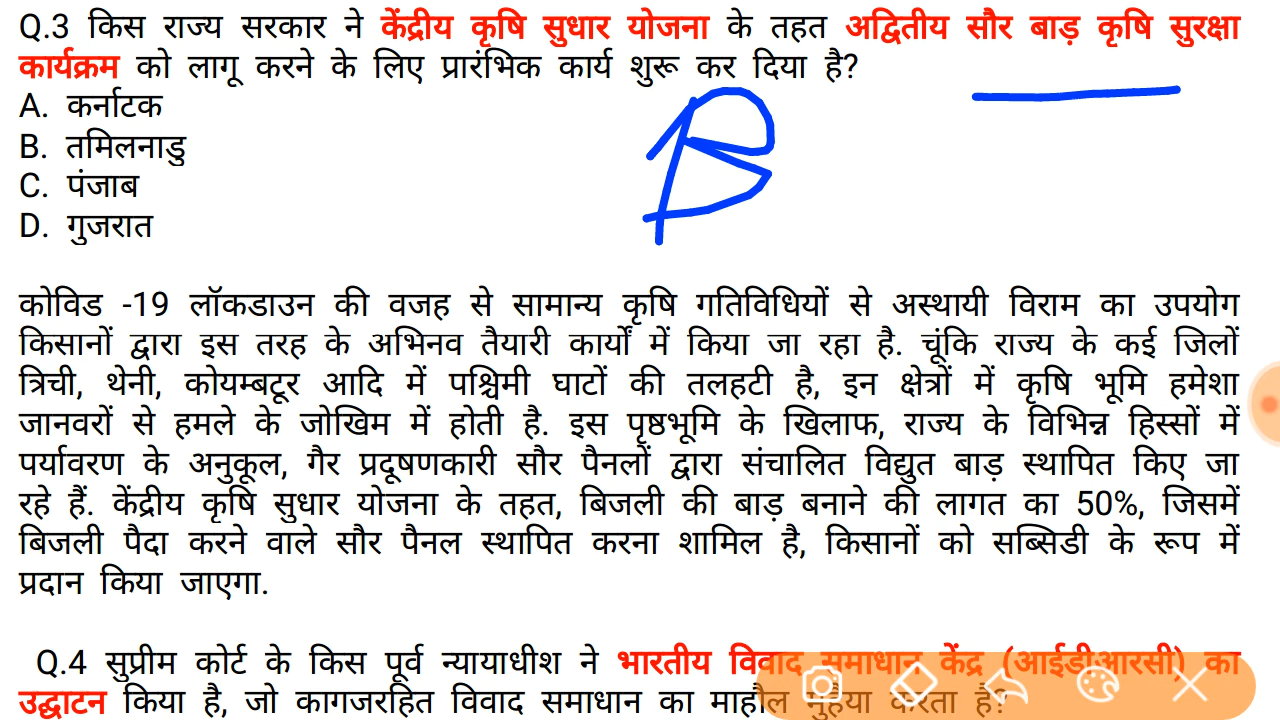 Q.3 किस राज्य सरकार ने केंद्रीय कृषि सुधार योजना के तहत अद्वितीय सौर बाड़ कृषि सुरक्षा
कार्यक्रम को लागू करने के लिए प्रारंभिक कार्य शुरू कर दिया है?
A. कर्नाटक
B. तमिलनाडु
C. पंजाब
D. गुजरात
B
कोविड -19 लॉकडाउन की वजह से सामान्य कृषि गतिविधियों से अस्थायी विराम का उपयोग
किसानों द्वारा इस तरह के अभिनव तैयारी कार्यों में किया जा रहा है. चूंकि राज्य के कई जिलों
त्रिची, थेनी, कोयम्बटूर आदि में पश्चिमी घाटों की तलहटी है, इन क्षेत्रों में कृषि भूमि हमेशा
जानवरों से हमले के जोखिम में होती है. इस पृष्ठभूमि के खिलाफ, राज्य के विभिन्न हिस्सों में
पर्यावरण के अनुकूल, गैर प्रदूषणकारी सौर पैनलों द्वारा संचालित विद्युत बाड़ स्थापित किए जा
रहे हैं. केंद्रीय कृषि सुधार योजना के तहत, बिजली की बाड़ बनाने की लागत का 50%, जिसमें
बिजली पैदा करने वाले सौर पैनल स्थापित करना शामिल है, किसानों को सब्सिडी के रूप में
प्रदान किया जाएगा.
Q.4 सुप्रीम कोर्ट के किस पूर्व न्यायाधीश ने भारतीय विवाद समाधान केंद्र (आईडीआरसी) का
उद्घाटन किया है, जो कागजरहित विवाद समाधान का माहौल मुहैया करता है?